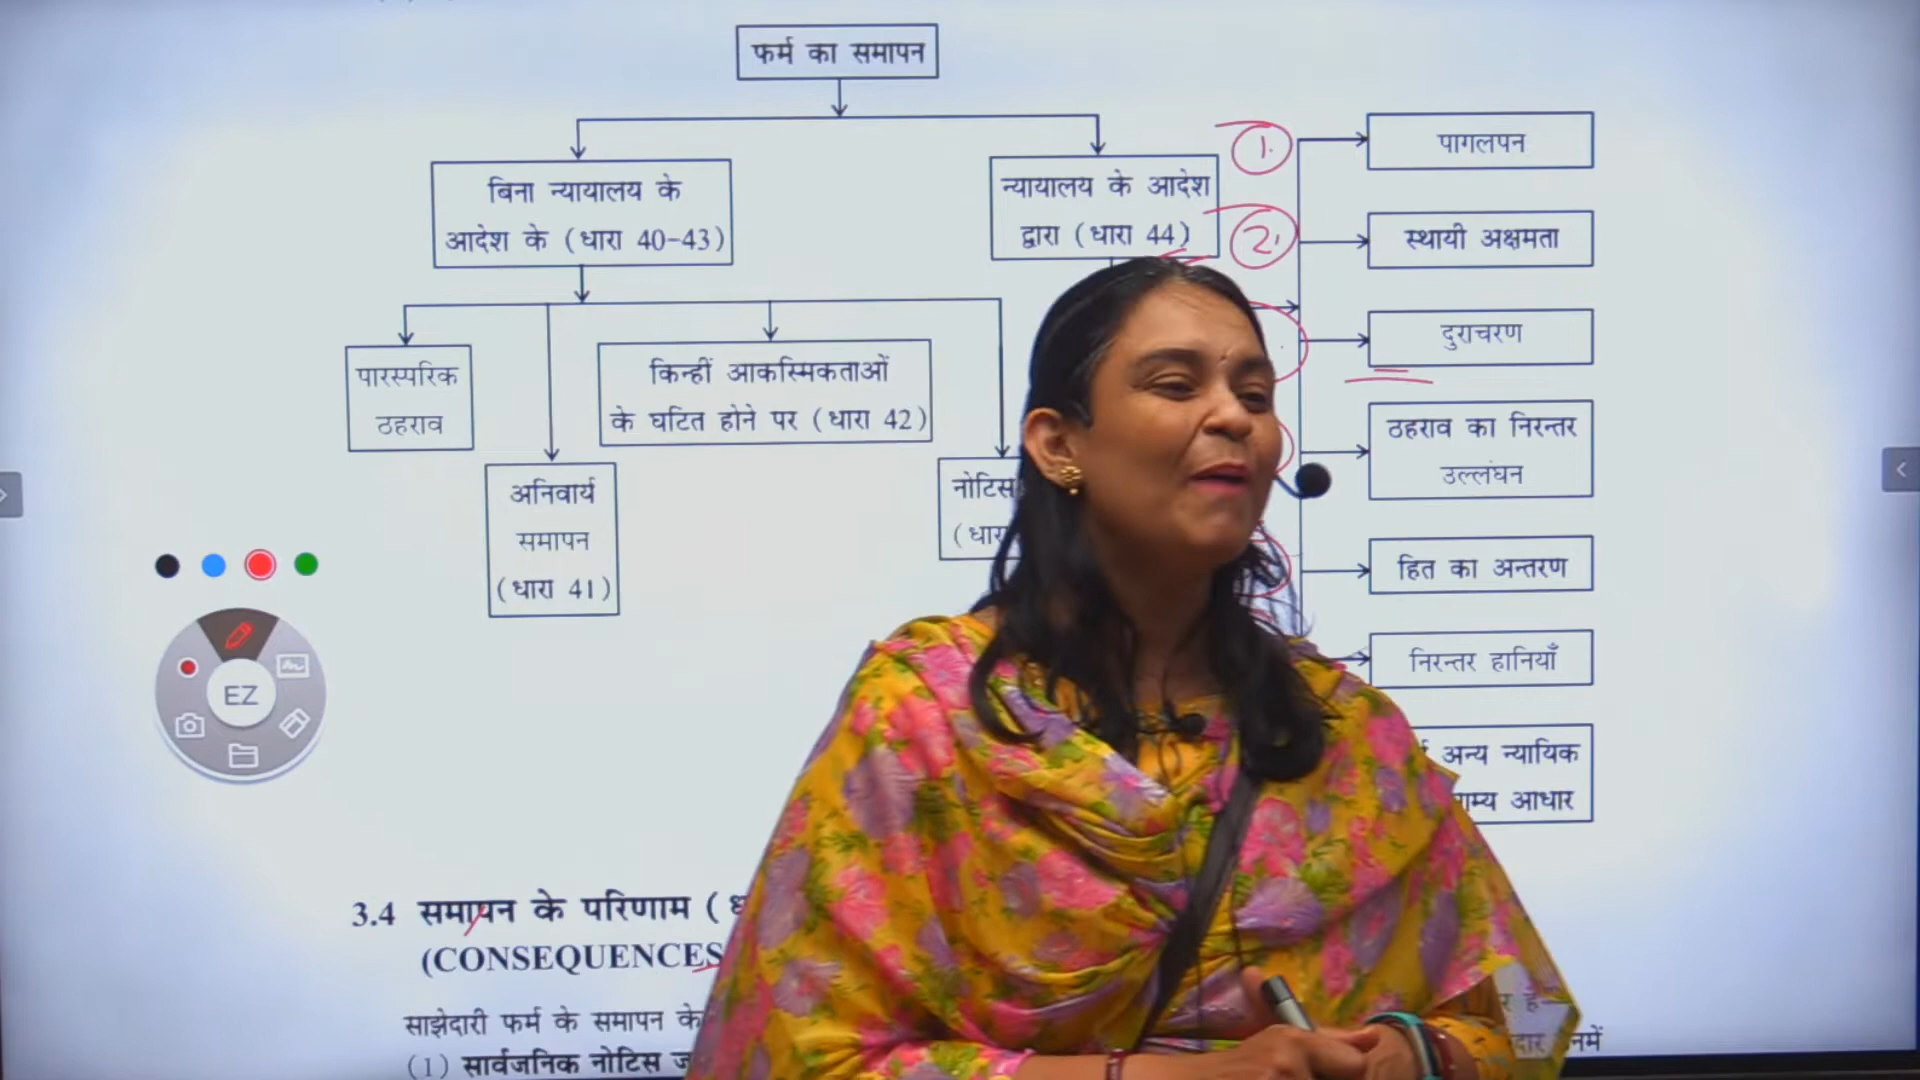 फर्म का समापन
बिना न्यायालय के
आदेश के (धारा 40-43)
न्यायालय के आदेश
द्वारा (धारा 44)
1.
2.
पारस्परिक
ठहराव
अनिवार्य
समापन
(धारा 41)
किन्हीं आकस्मिकताओं
के घटित होने पर (धारा 42)
नोटिस
पागलपन
स्थायी अक्षमता
दुराचरण
ठहराव का निरन्तर
उल्लंघन
हित का अन्तरण
निरन्तर हानियाँ
अन्य न्यायिक
आधार
EZ
3.4 समापन के परिणाम (
(CONSEQUENCES
साझेदारी फर्म के समापन के
(1) सार्वजनिक नोटिस